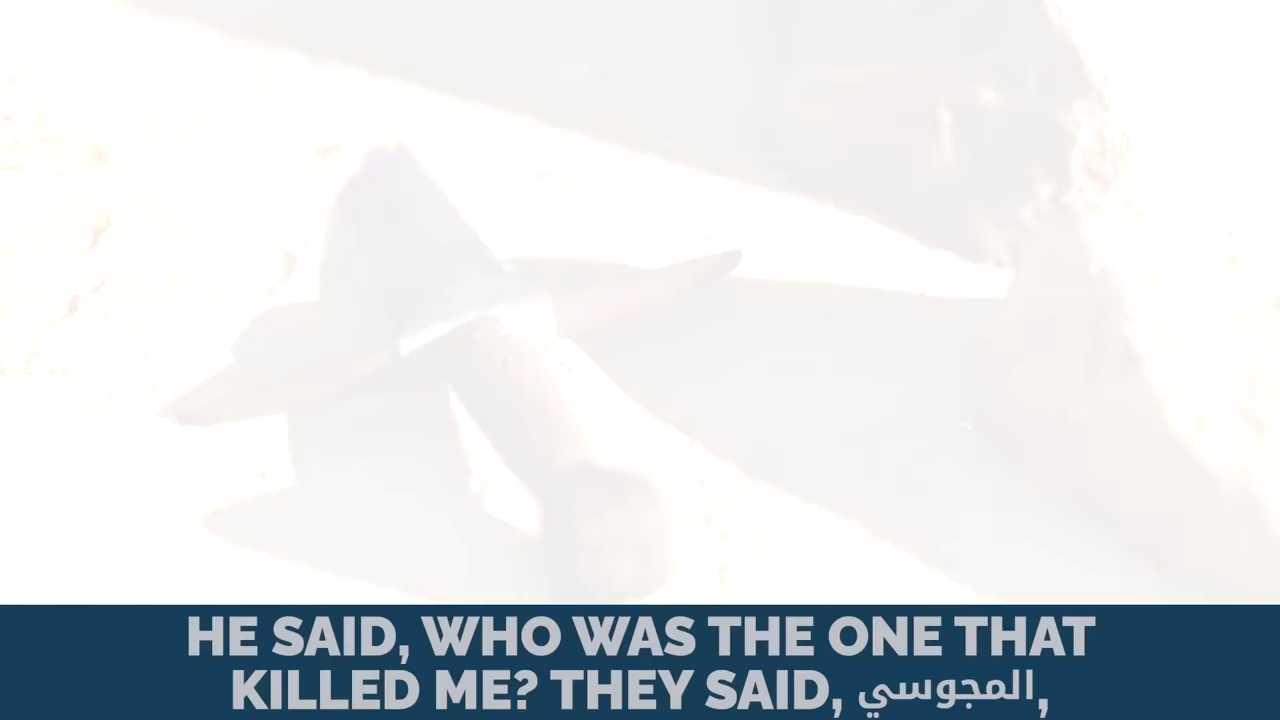 HE SAID, WHO WAS THE ONE THAT
KILLED ME? THEY SAID, المجوسي,